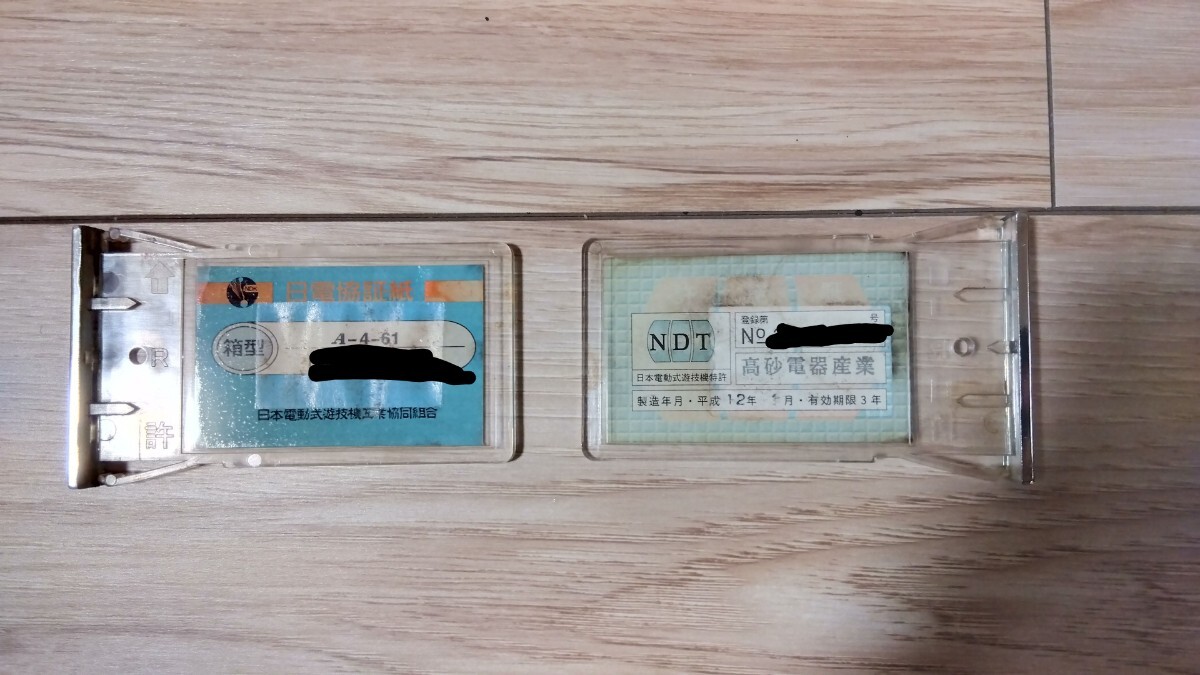 日電協証紙
箱型
A-4-61
日本電動式遊技機工業協同組合
R
許
登録第 号
NDT
No
高砂電器産業
日本電動式遊技機特許
製造年月・平成12年 月・有効期限3年